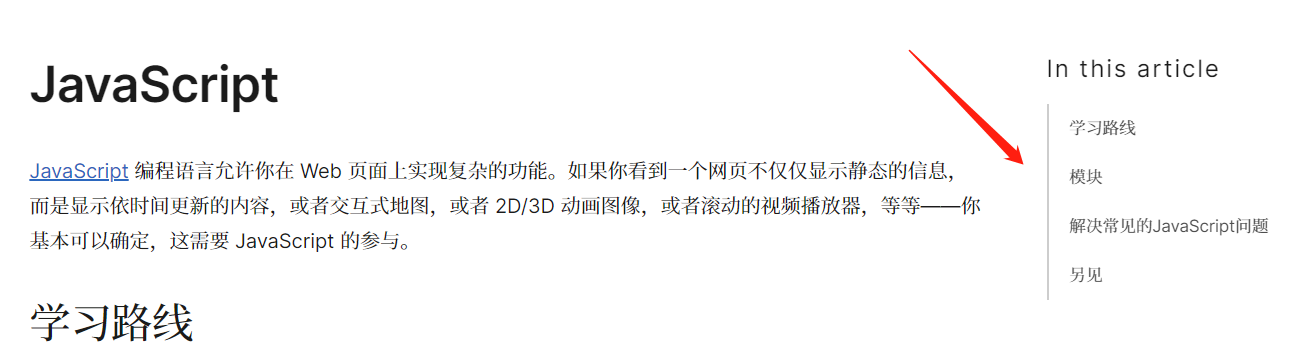 JavaScript
JavaScript 编程语言允许你在 Web 页面上实现复杂的功能。如果你看到一个网页不仅仅显示静态的信息，
而是显示依时间更新的内容，或者交互式地图，或者 2D/3D 动画图像，或者滚动的视频播放器，等等——你
基本可以确定，这需要 JavaScript 的参与。
学习路线
In this article
学习路线
模块
解决常见的JavaScript问题
另见